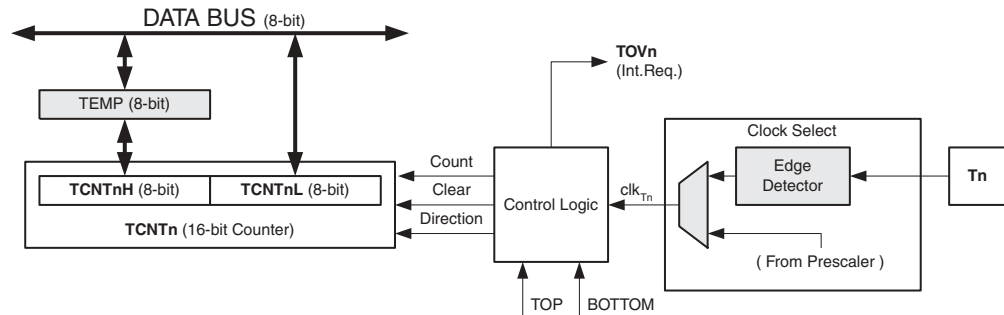 DATA BUS (8-bit)
TOVn
(Int.Req.)
TEMP (8-bit)
Clock Select
Count
Edge
Detector
Tn
TCNTnH (8-bit) TCNTnL (8-bit)
Clear
Control Logic
clkTn
TCNTn (16-bit Counter)
Direction
( From Prescaler )
TOP
BOTTOM